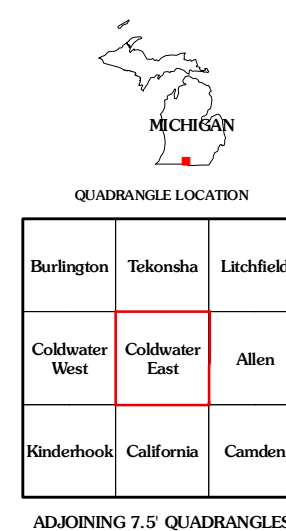 MICHIGAN
QUADRANGLE LOCATION
Burlington Tekonsha Litchfield
Coldwater West Coldwater East Allen
Kinderhook California Camden
ADJOINING 7.5' QUADRANGLES